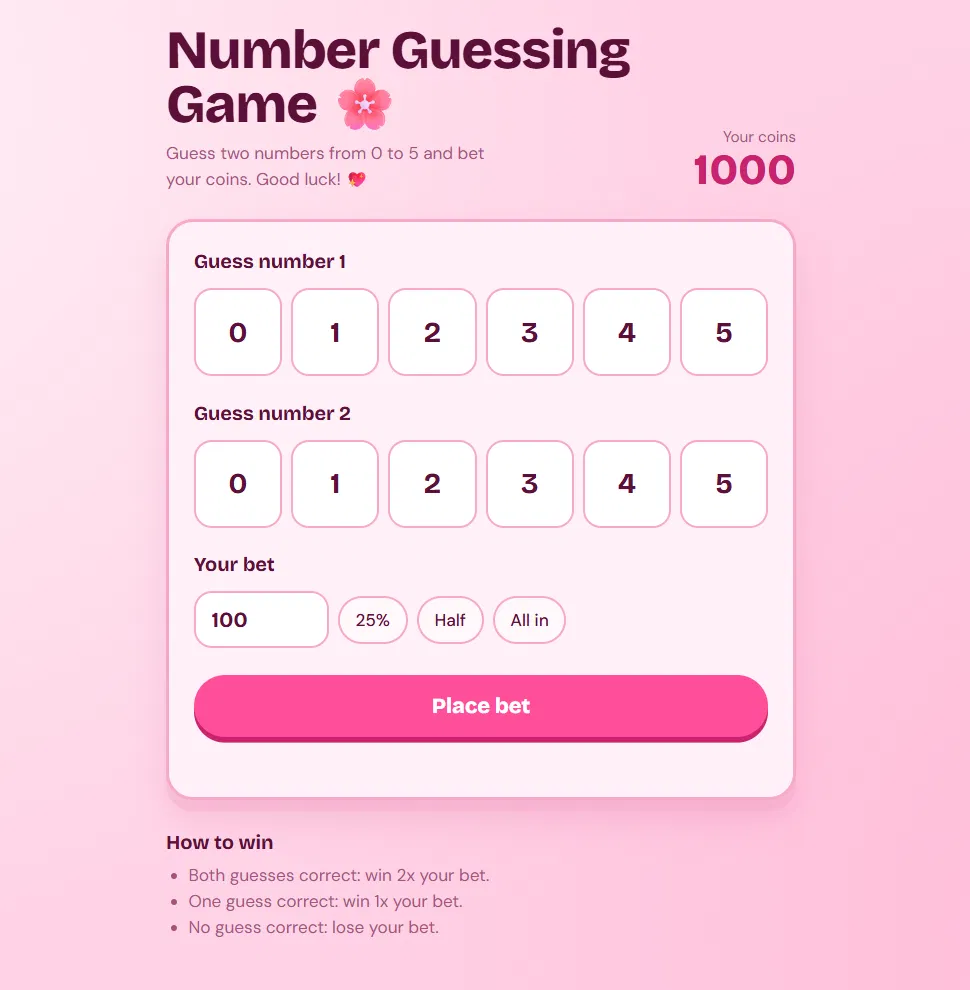 Number Guessing
Game 🌸
Guess two numbers from 0 to 5 and bet
your coins. Good luck! 💖
Your coins
1000
Guess number 1
0 1 2 3 4 5
Guess number 2
0 1 2 3 4 5
Your bet
100 25% Half All in
Place bet
How to win
• Both guesses correct: win 2x your bet.
• One guess correct: win 1x your bet.
• No guess correct: lose your bet.